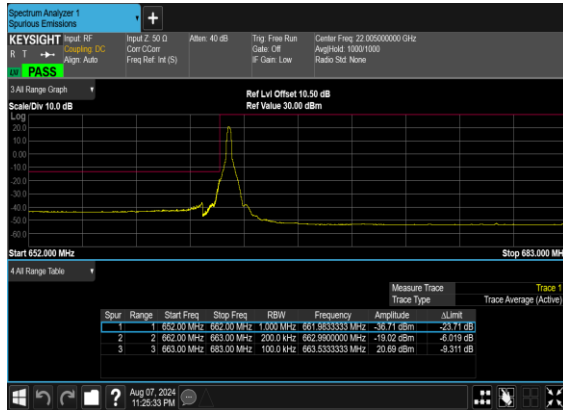 Spectrum Analyzer 1
Spurious Emissions
+
KEYSIGHT Input: RF Input Z: 50 Ω Atten: 40 dB Trig: Free Run Center Freq: 22.005000000 GHz
R T Coupling: DC Corr CCorr Gate: Off Avg|Hold: 1000/1000
Align: Auto Freq Ref: Int (S) IF Gain: Low Radio Std: None
PASS
3 All Range Graph Ref Lvl Offset 10.50 dB
Scale/Div 10.0 dB Ref Value 30.00 dBm
Log
20.0
10.0
0.00
-10.0
-20.0
-30.0
-40.0
-50.0
-60.0
Start 652.000 MHz Stop 683.000 MH
4 All Range Table
Measure Trace Trace 1
Trace Type Trace Average (Active)
Spur Range Start Freq Stop Freq RBW Frequency Amplitude ΔLimit
1 1 652.00 MHz 662.00 MHz 1.000 MHz 661.9833333 MHz -36.71 dBm -23.71 dB
2 2 662.00 MHz 663.00 MHz 200.0 kHz 662.9900000 MHz -19.02 dBm -6.019 dB
3 3 663.00 MHz 683.00 MHz 100.0 kHz 663.5333333 MHz 20.69 dBm -9.311 dB
? Aug 07, 2024
11:25:33 PM